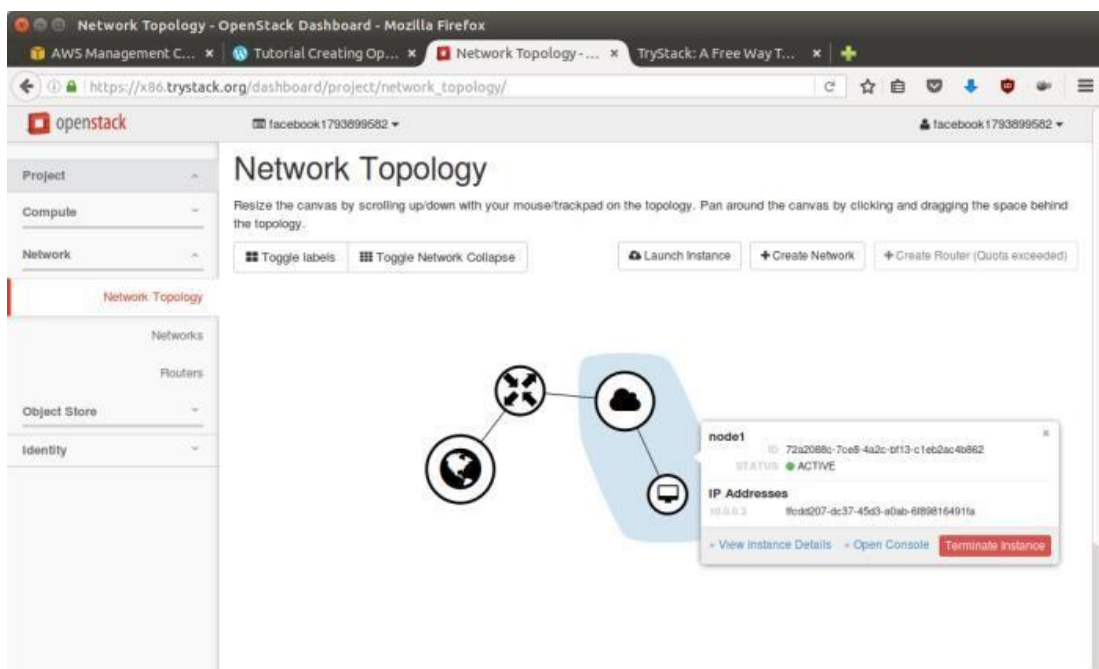 Network Topology - OpenStack Dashboard - Mozilla Firefox
AWS Management C... × Tutorial Creating Op... × Network Topology - ... × TryStack: A Free Way T... ×
https://x86.trystack.org/dashboard/project/network_topology/
openstack facebook1793899582 facebook1793899582
Project
Compute
Network
Network Topology
Networks
Routers
Object Store
Identity
Network Topology
Resize the canvas by scrolling up/down with your mouse/trackpad on the topology. Pan around the canvas by clicking and dragging the space behind
the topology.
Toggle labels Toggle Network Collapse Launch Instance +Create Network +Create Router (Quota exceeded)
node1 ×
ID 72a2088c-7ce8-4a2c-bf13-c1eb2ac4b862
STATUS ACTIVE
IP Addresses
10.0.0.3 ffcdd207-dc37-45d3-a0ab-6f89816491fa
» View Instance Details » Open Console Terminate Instance